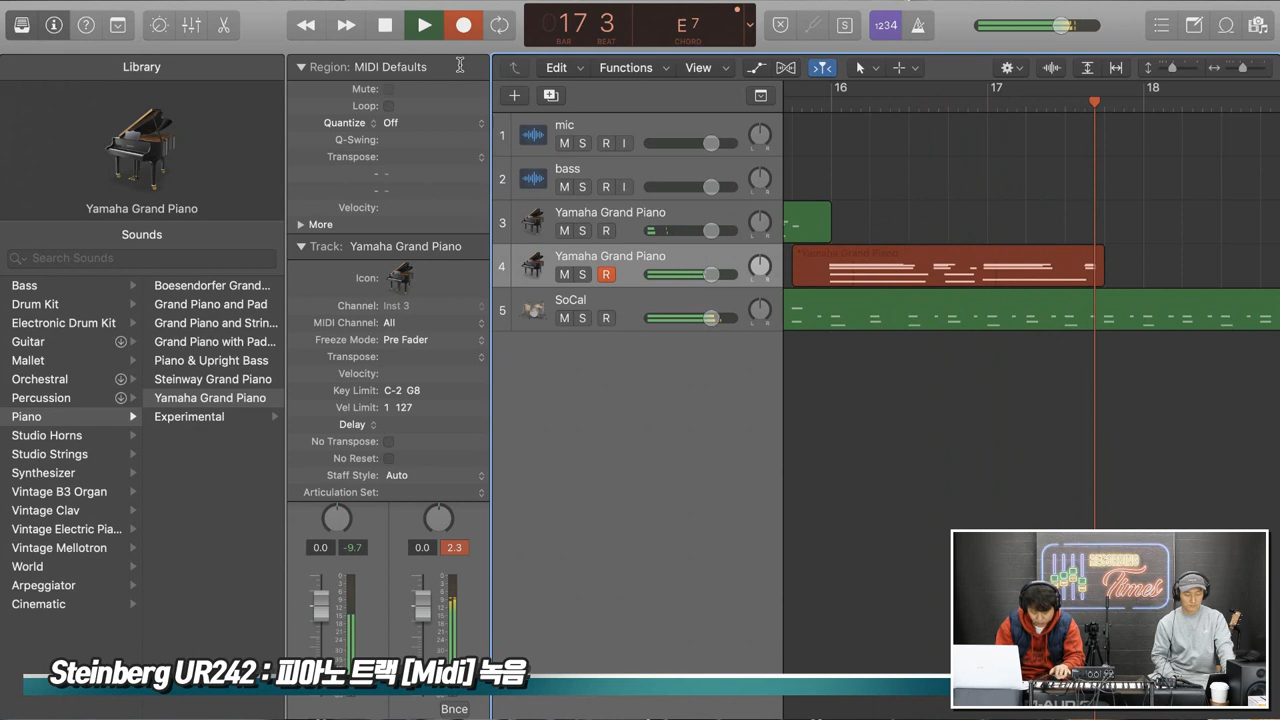 17 3
BAR BEAT
E 7
CHORD
1234
S
Library
Yamaha Grand Piano
Sounds
Search Sounds
Bass
Drum Kit
Electronic Drum Kit
Guitar
Mallet
Orchestral
Percussion
Piano
Studio Horns
Studio Strings
Synthesizer
Vintage B3 Organ
Vintage Clav
Vintage Electric Pia...
Vintage Mellotron
World
Arpeggiator
Cinematic
Boesendorfer Grand...
Grand Piano and Pad
Grand Piano and Strin...
Grand Piano with Pad...
Piano & Upright Bass
Steinway Grand Piano
Yamaha Grand Piano
Experimental
Region: MIDI Defaults
Mute:
Loop:
Quantize Off
Q-Swing:
Transpose:
Velocity:
More
Track: Yamaha Grand Piano
Icon:
Channel: Inst 3
MIDI Channel: All
Freeze Mode: Pre Fader
Transpose:
Velocity:
Key Limit: C-2 G8
Vel Limit: 1 127
Delay
No Transpose:
No Reset:
Staff Style: Auto
Articulation Set:
0.0 -9.7
0.0 2.3
Bnce
Edit Functions View
16 17 18
1 mic
M S R I
2 bass
M S R I
3 Yamaha Grand Piano
M S R
4 Yamaha Grand Piano
M S R
5 SoCal
M S R
*Yamaha Grand Piano
RECORDING
Times
Steinberg UR242 : 피아노 트랙 [Midi] 녹음